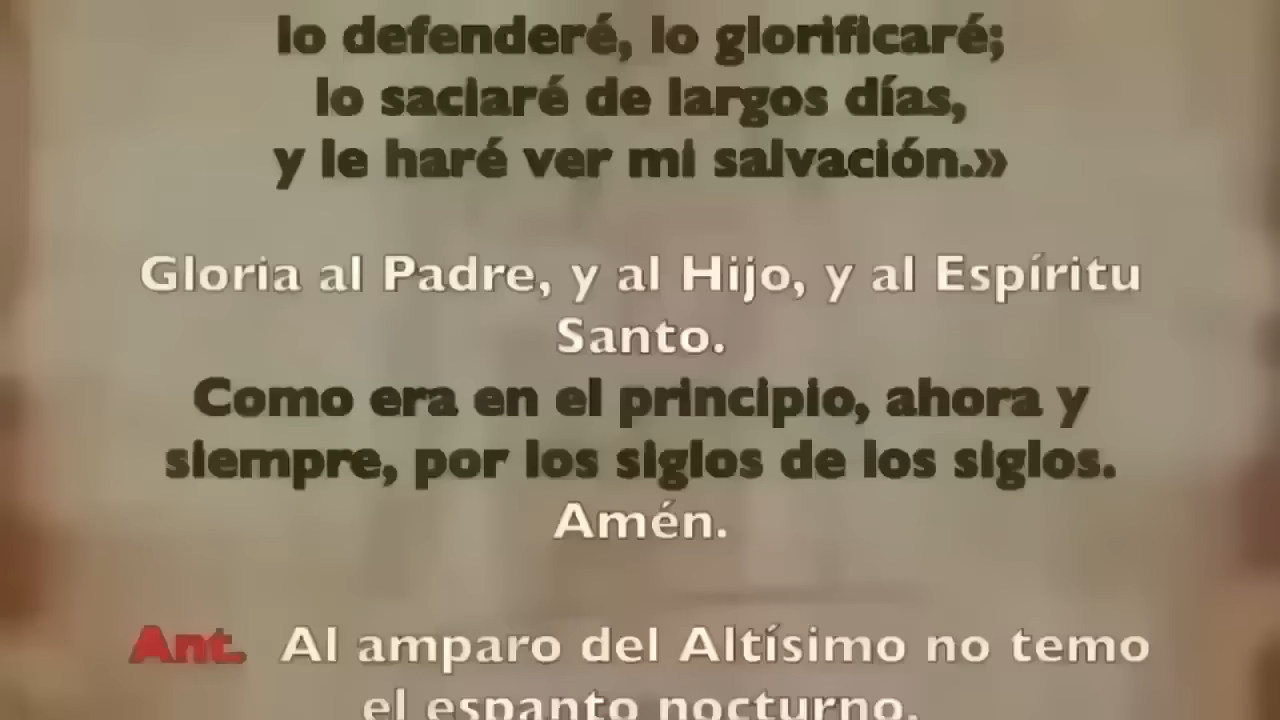 lo defenderé, lo glorificaré;
lo saciaré de largos días,
y le haré ver mi salvación.»
Gloria al Padre, y al Hijo, y al Espíritu
Santo.
Como era en el principio, ahora y
siempre, por los siglos de los siglos.
Amén.
Ant. Al amparo del Altísimo no temo
el espanto nocturno.